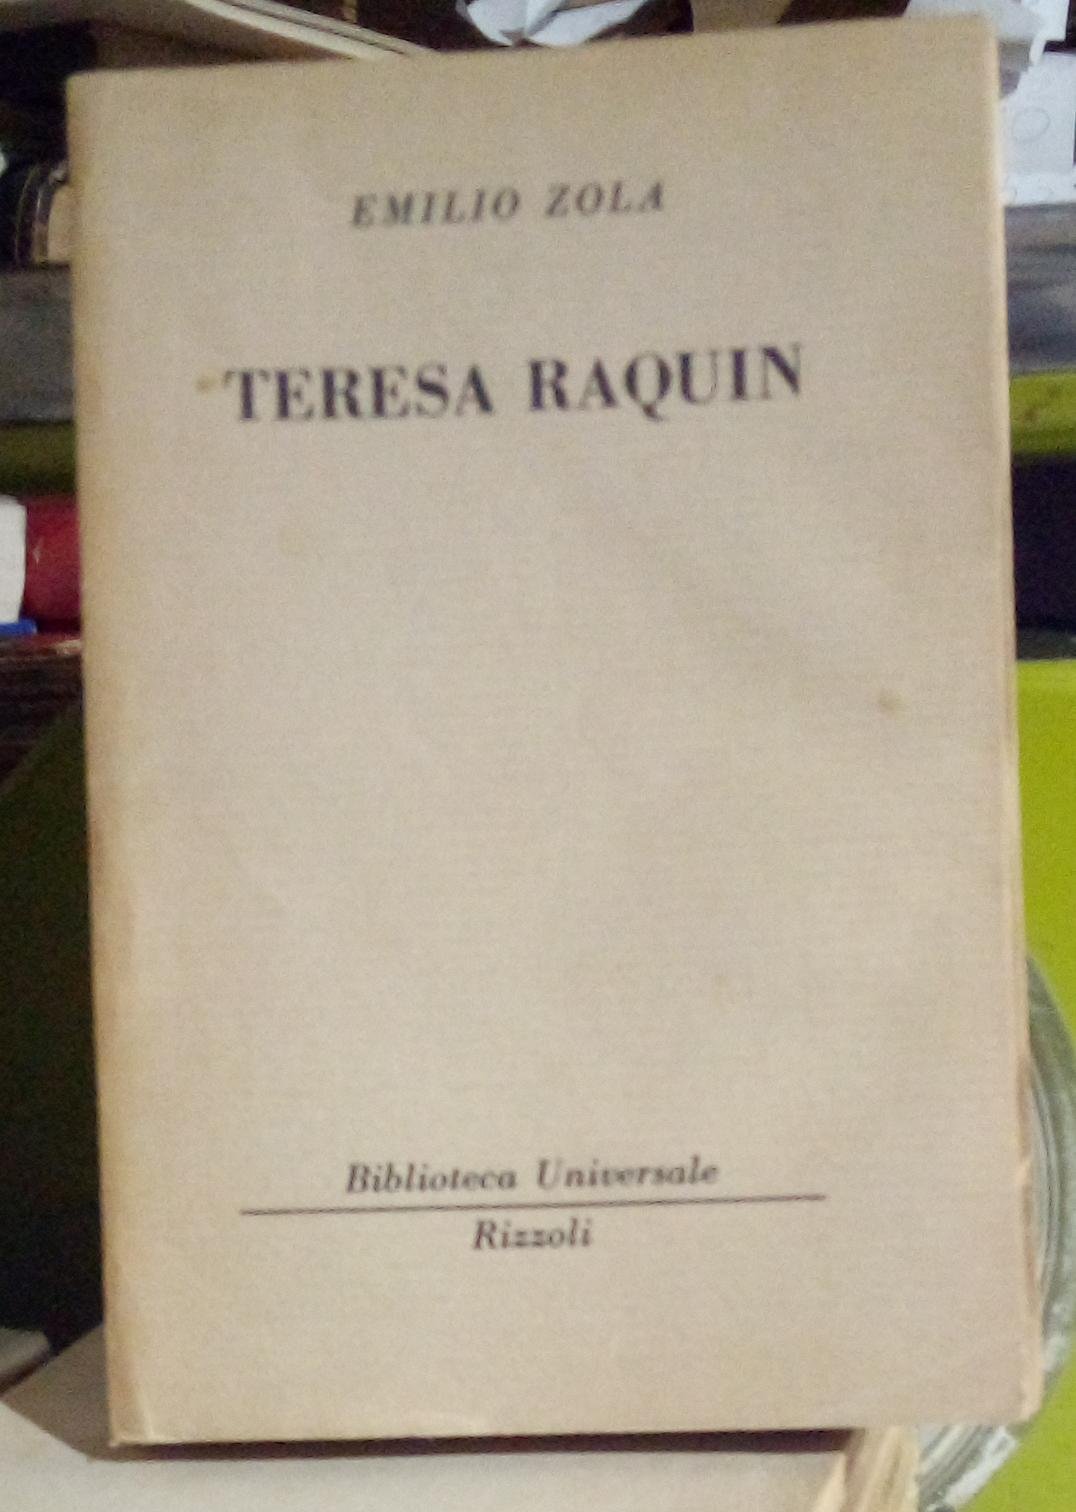 EMILIO ZOLA
TERESA RAQUIN
Biblioteca Universale
Rizzoli